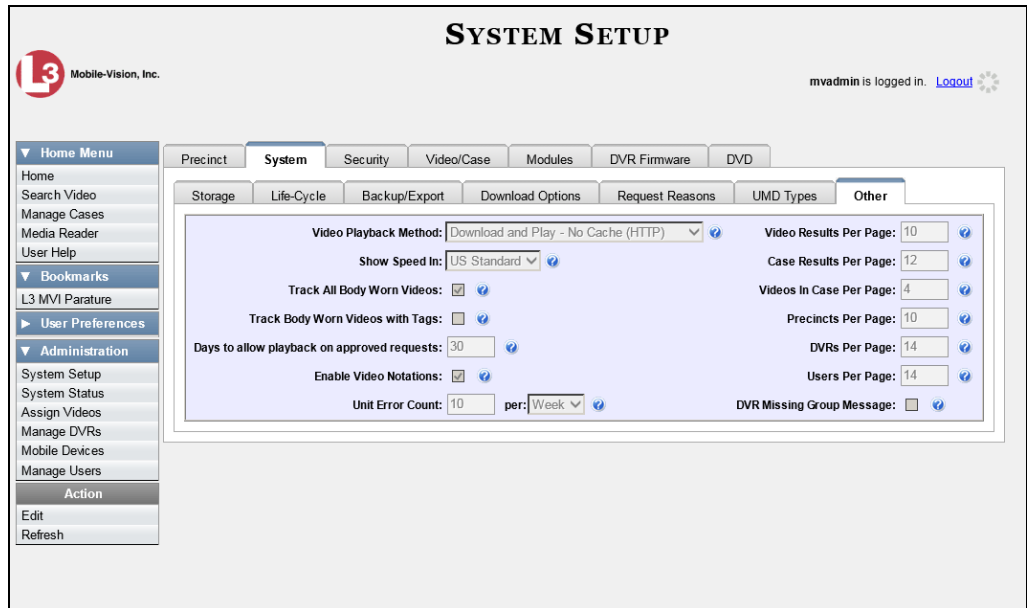 SYSTEM SETUP
L3 Mobile-Vision, Inc.
mvadmin is logged in. Logout
▼ Home Menu
Home
Search Video
Manage Cases
Media Reader
User Help
▼ Bookmarks
L3 MVI Parature
▶ User Preferences
▼ Administration
System Setup
System Status
Assign Videos
Manage DVRs
Mobile Devices
Manage Users
Action
Edit
Refresh
Precinct System Security Video/Case Modules DVR Firmware DVD
Storage Life-Cycle Backup/Export Download Options Request Reasons UMD Types Other
Video Playback Method: Download and Play - No Cache (HTTP) ? Video Results Per Page: 10 ?
Show Speed In: US Standard ? Case Results Per Page: 12 ?
Track All Body Worn Videos: ? Videos In Case Per Page: 4 ?
Track Body Worn Videos with Tags: ? Precincts Per Page: 10 ?
Days to allow playback on approved requests: 30 ? DVRs Per Page: 14 ?
Enable Video Notations: ? Users Per Page: 14 ?
Unit Error Count: 10 per: Week ? DVR Missing Group Message: ?